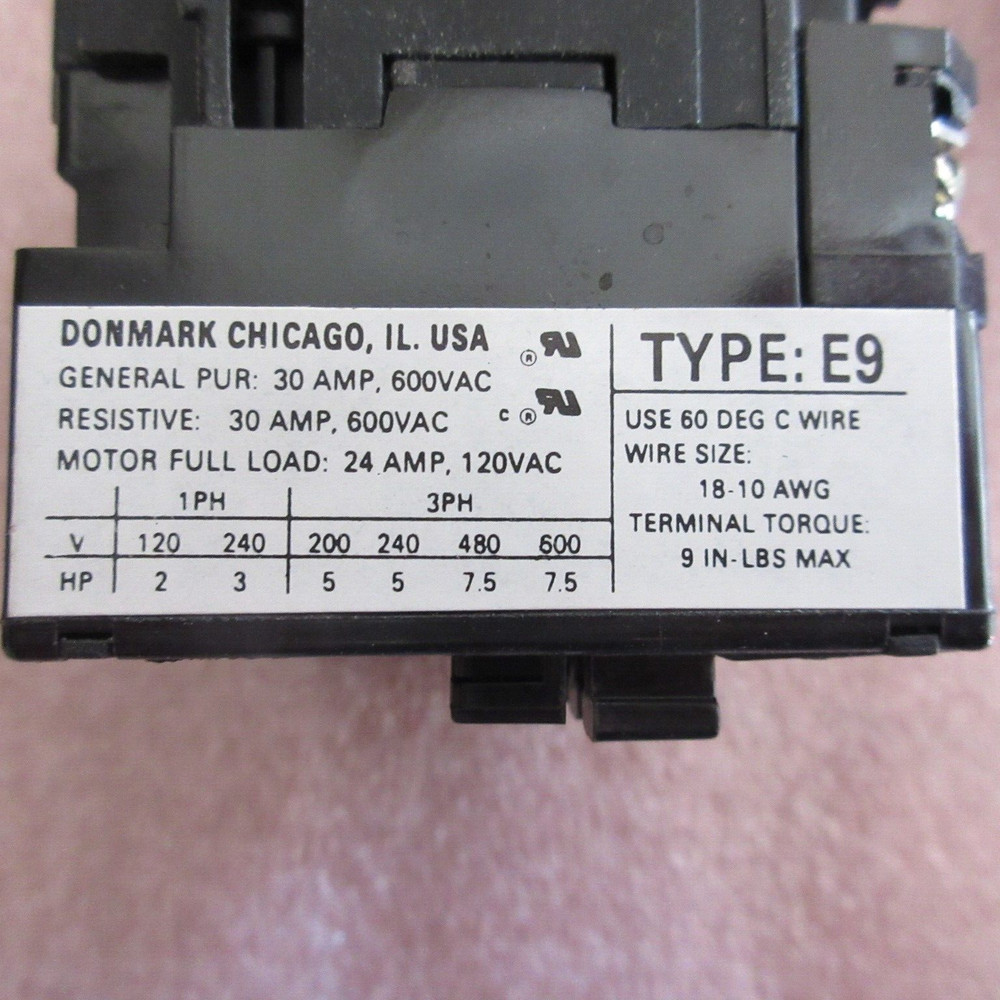 DONMARK CHICAGO, IL. USA
GENERAL PUR: 30 AMP, 600VAC
RESISTIVE: 30 AMP, 600VAC
MOTOR FULL LOAD: 24 AMP, 120VAC
® RU
C ® RU
1PH 3PH
V 120 240 200 240 480 600
HP 2 3 5 5 7.5 7.5
TYPE: E9
USE 60 DEG C WIRE
WIRE SIZE:
18-10 AWG
TERMINAL TORQUE:
9 IN-LBS MAX